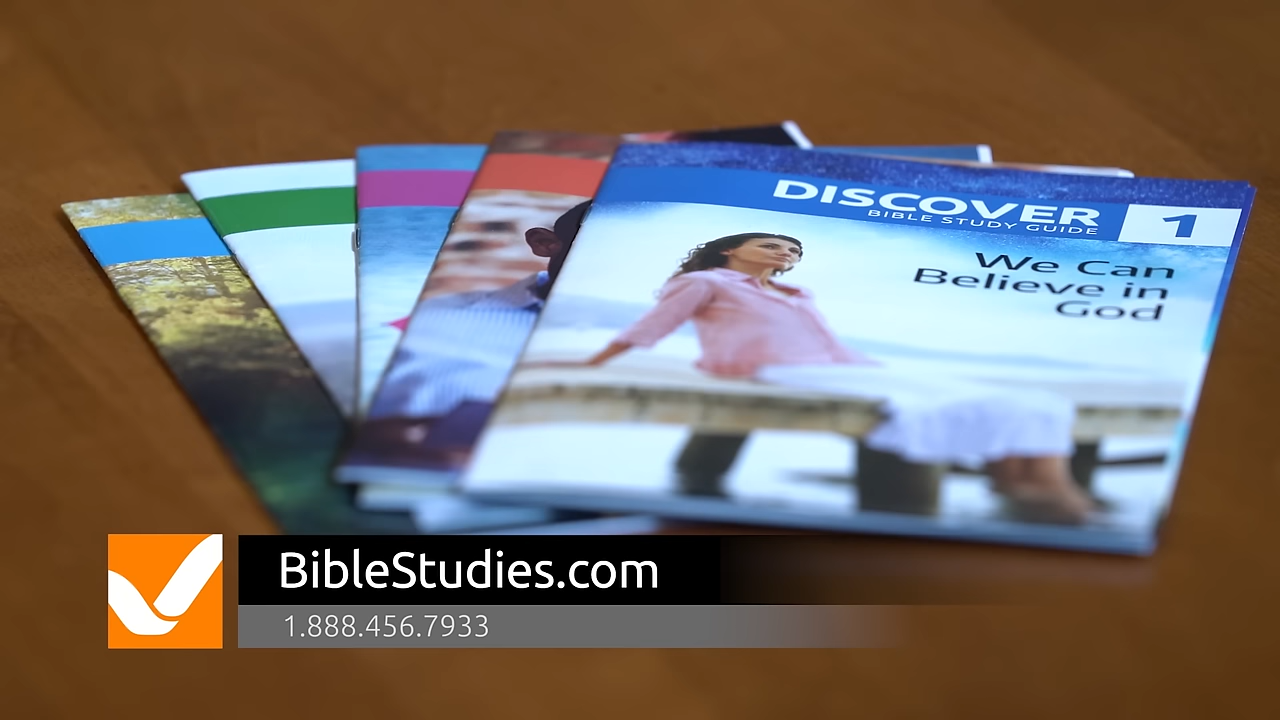 DISCOVER
BIBLE STUDY GUIDE
1
We Can
Believe in
God
BibleStudies.com
1.888.456.7933